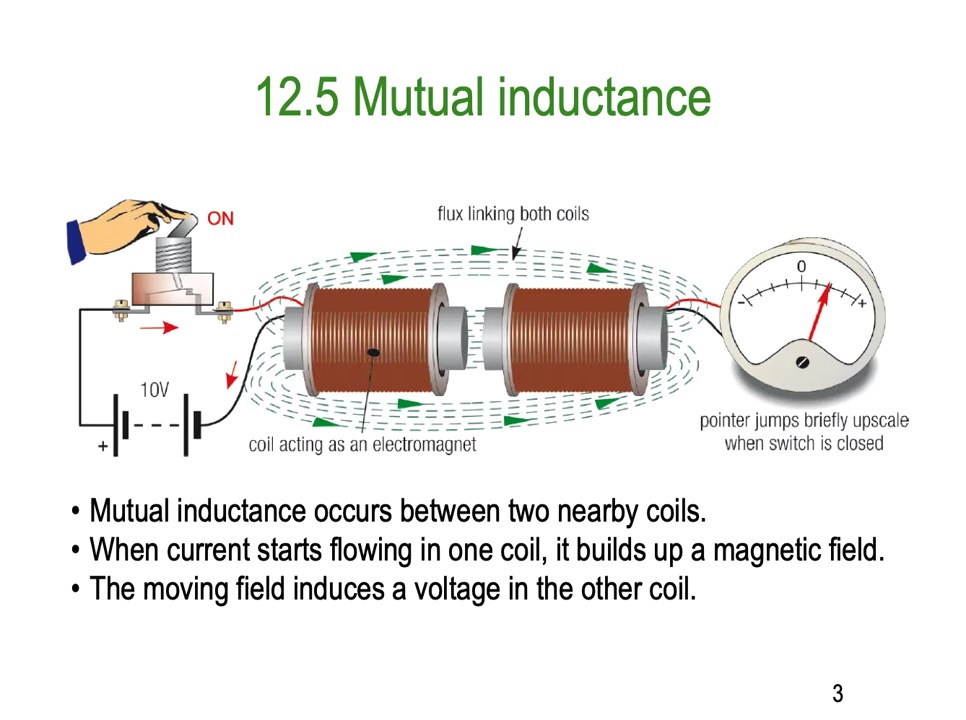 12.5 Mutual inductance
flux linking both coils
ON
0
-
+
10V
+
coil acting as an electromagnet
pointer jumps briefly upscale
when switch is closed
• Mutual inductance occurs between two nearby coils.
• When current starts flowing in one coil, it builds up a magnetic field.
• The moving field induces a voltage in the other coil.
3